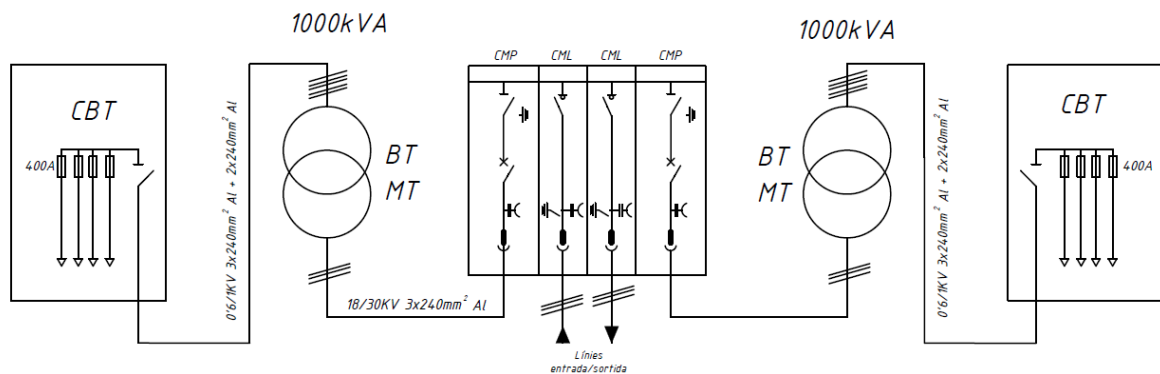 1000kVA
1000kVA
CMP
CML
CML
CMP
CBT
400A
0'6/1KV 3x240mm² Al + 2x240mm² Al
BT
MT
BT
MT
0'6/1KV 3x240mm² Al + 2x240mm² Al
CBT
400A
18/30KV 3x240mm² Al
Línies
entrada/sortida